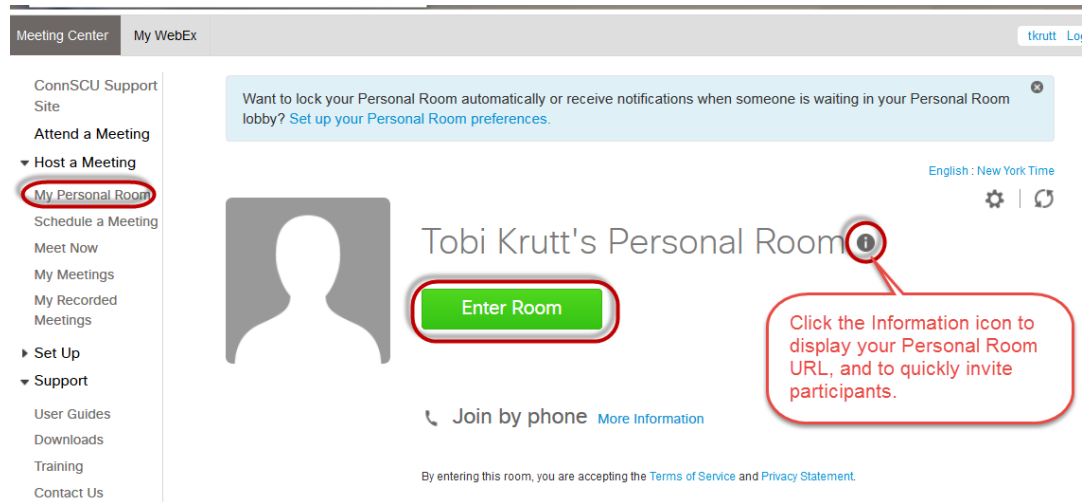 Meeting Center
My WebEx
tkrutt
ConnSCU Support
Site
Attend a Meeting
Host a Meeting
My Personal Room
Schedule a Meeting
Meet Now
My Meetings
My Recorded
Meetings
Set Up
Support
User Guides
Downloads
Training
Contact Us
Want to lock your Personal Room automatically or receive notifications when someone is waiting in your Personal Room
lobby? Set up your Personal Room preferences.
English : New York Time
Tobi Krutt's Personal Room
Enter Room
Click the Information icon to
display your Personal Room
URL, and to quickly invite
participants.
Join by phone More Information
By entering this room, you are accepting the Terms of Service and Privacy Statement.